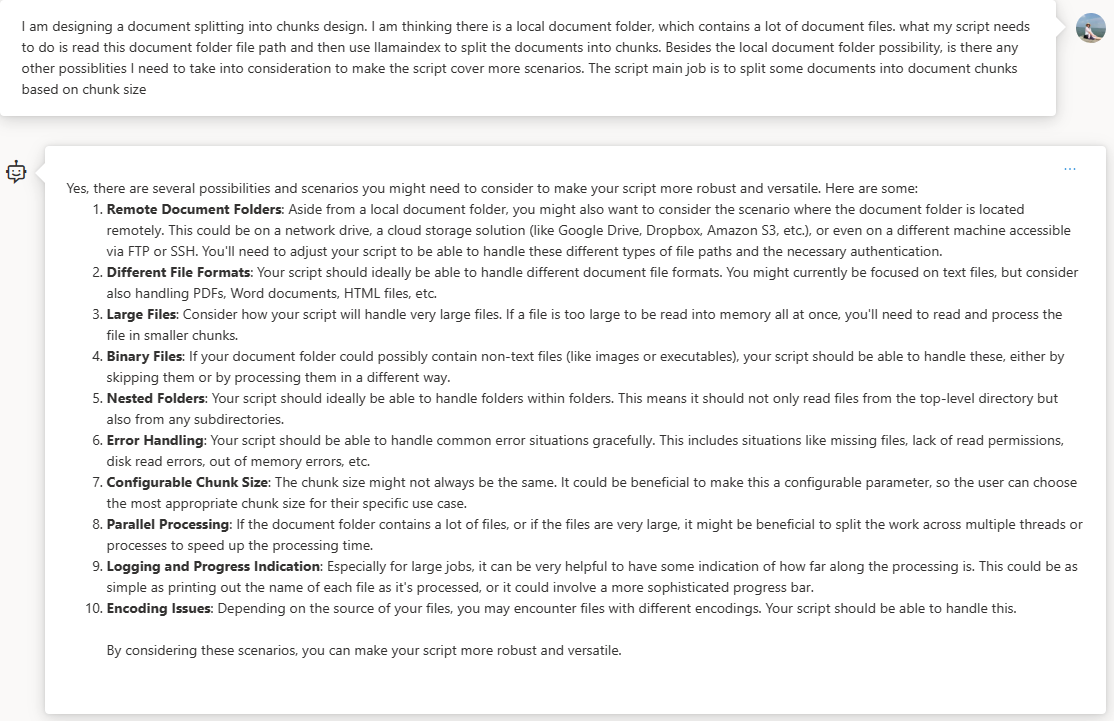 I am designing a document splitting into chunks design. I am thinking there is a local document folder, which contains a lot of document files. what my script needs
to do is read this document folder file path and then use llamaindex to split the documents into chunks. Besides the local document folder possibility, is there any
other possiblities I need to take into consideration to make the script cover more scenarios. The script main job is to split some documents into document chunks
based on chunk size
...
Yes, there are several possibilities and scenarios you might need to consider to make your script more robust and versatile. Here are some:
1. Remote Document Folders: Aside from a local document folder, you might also want to consider the scenario where the document folder is located
remotely. This could be on a network drive, a cloud storage solution (like Google Drive, Dropbox, Amazon S3, etc.), or even on a different machine accessible
via FTP or SSH. You'll need to adjust your script to be able to handle these different types of file paths and the necessary authentication.
2. Different File Formats: Your script should ideally be able to handle different document file formats. You might currently be focused on text files, but consider
also handling PDFs, Word documents, HTML files, etc.
3. Large Files: Consider how your script will handle very large files. If a file is too large to be read into memory all at once, you'll need to read and process the
file in smaller chunks.
4. Binary Files: If your document folder could possibly contain non-text files (like images or executables), your script should be able to handle these, either by
skipping them or by processing them in a different way.
5. Nested Folders: Your script should ideally be able to handle folders within folders. This means it should not only read files from the top-level directory but
also from any subdirectories.
6. Error Handling: Your script should be able to handle common error situations gracefully. This includes situations like missing files, lack of read permissions,
disk read errors, out of memory errors, etc.
7. Configurable Chunk Size: The chunk size might not always be the same. It could be beneficial to make this a configurable parameter, so the user can choose
the most appropriate chunk size for their specific use case.
8. Parallel Processing: If the document folder contains a lot of files, or if the files are very large, it might be beneficial to split the work across multiple threads or
processes to speed up the processing time.
9. Logging and Progress Indication: Especially for large jobs, it can be very helpful to have some indication of how far along the processing is. This could be as
simple as printing out the name of each file as it's processed, or it could involve a more sophisticated progress bar.
10. Encoding Issues: Depending on the source of your files, you may encounter files with different encodings. Your script should be able to handle this.
By considering these scenarios, you can make your script more robust and versatile.